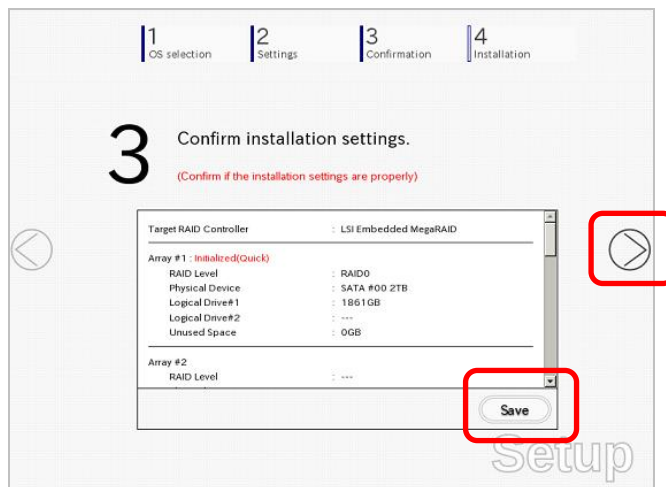 1
OS selection
2
Settings
3
Confirmation
4
Installation
3
Confirm installation settings.
(Confirm if the installation settings are properly)
Target RAID Controller : LSI Embedded MegaRAID
Array #1 : Initialized(Quick)
RAID Level : RAID0
Physical Device : SATA #00 2TB
Logical Drive#1 : 1861GB
Logical Drive#2 : ---
Unused Space : 0GB
Array #2
RAID Level : ---
Save
Setup